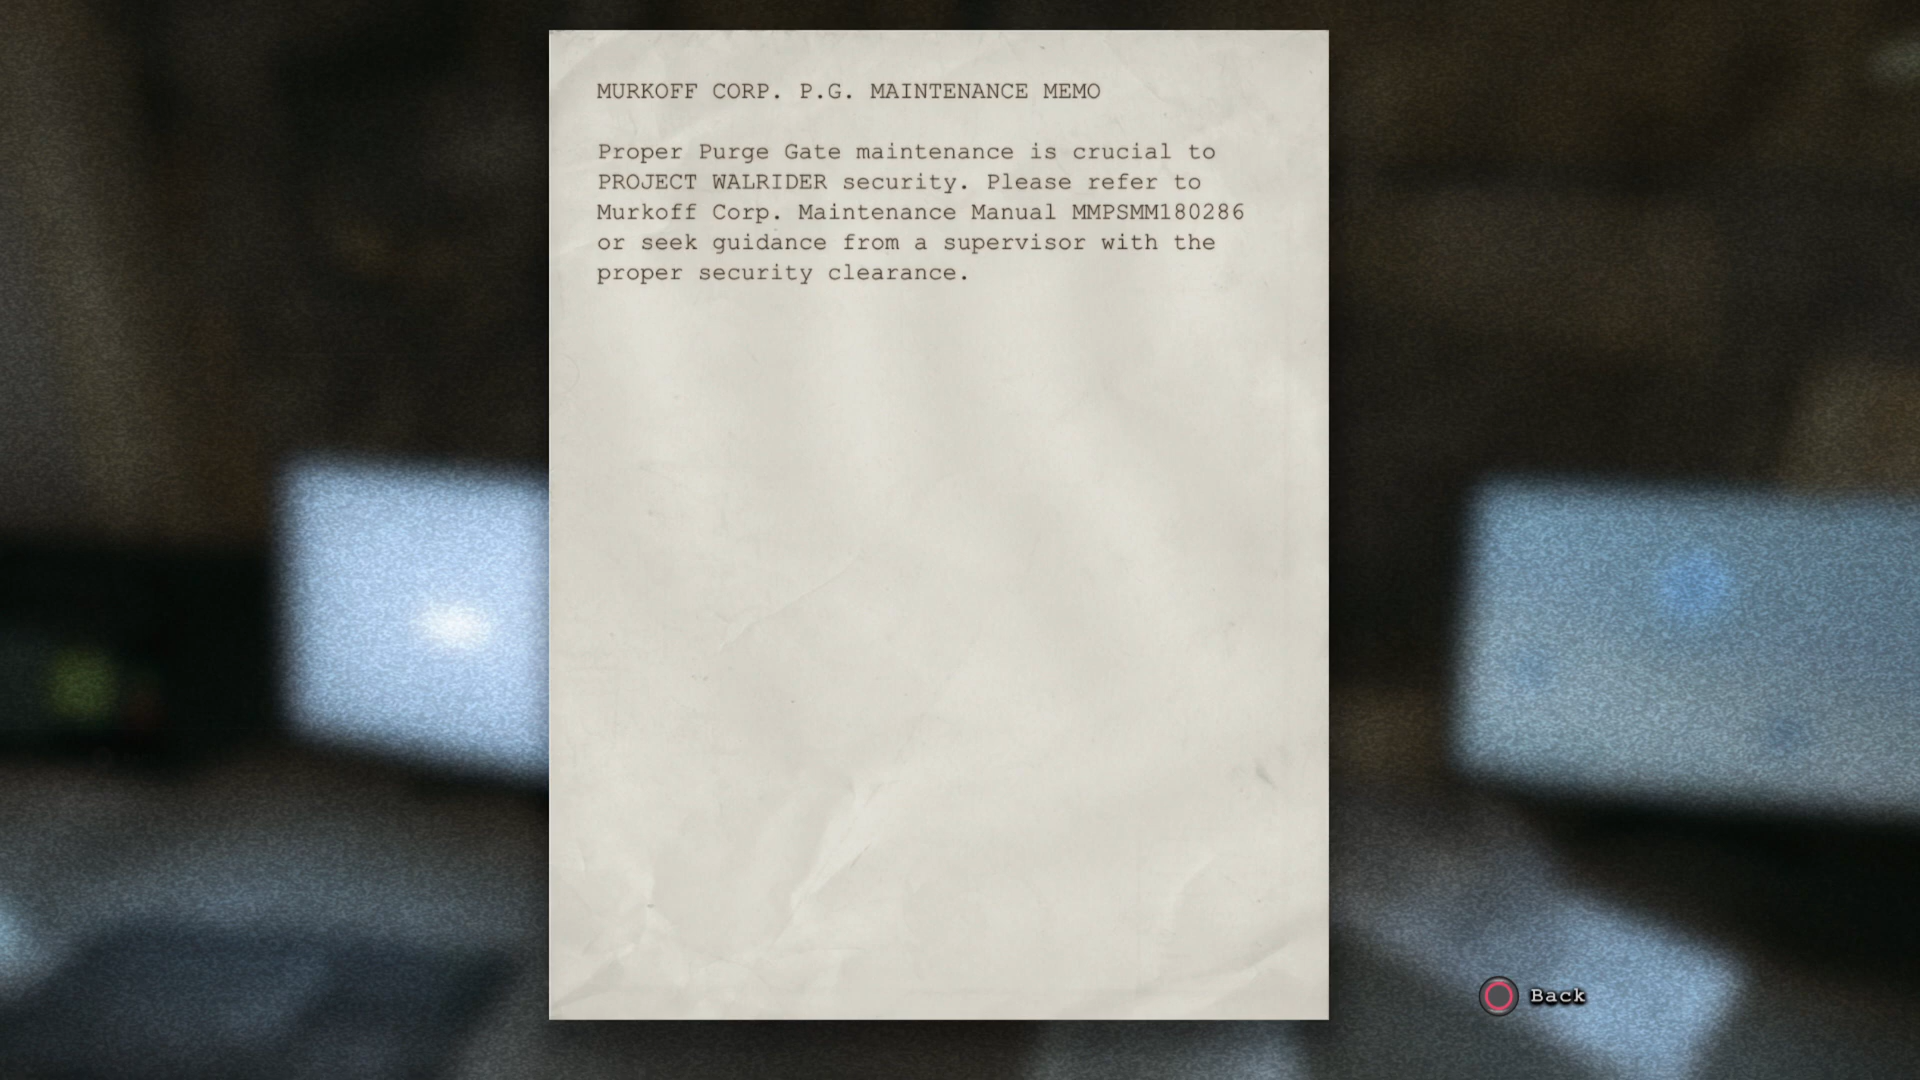 MURKOFF CORP. P.G. MAINTENANCE MEMO
Proper Purge Gate maintenance is crucial to
PROJECT WALRIDER security. Please refer to
Murkoff Corp. Maintenance Manual MMPSMM180286
or seek guidance from a supervisor with the
proper security clearance.
Back